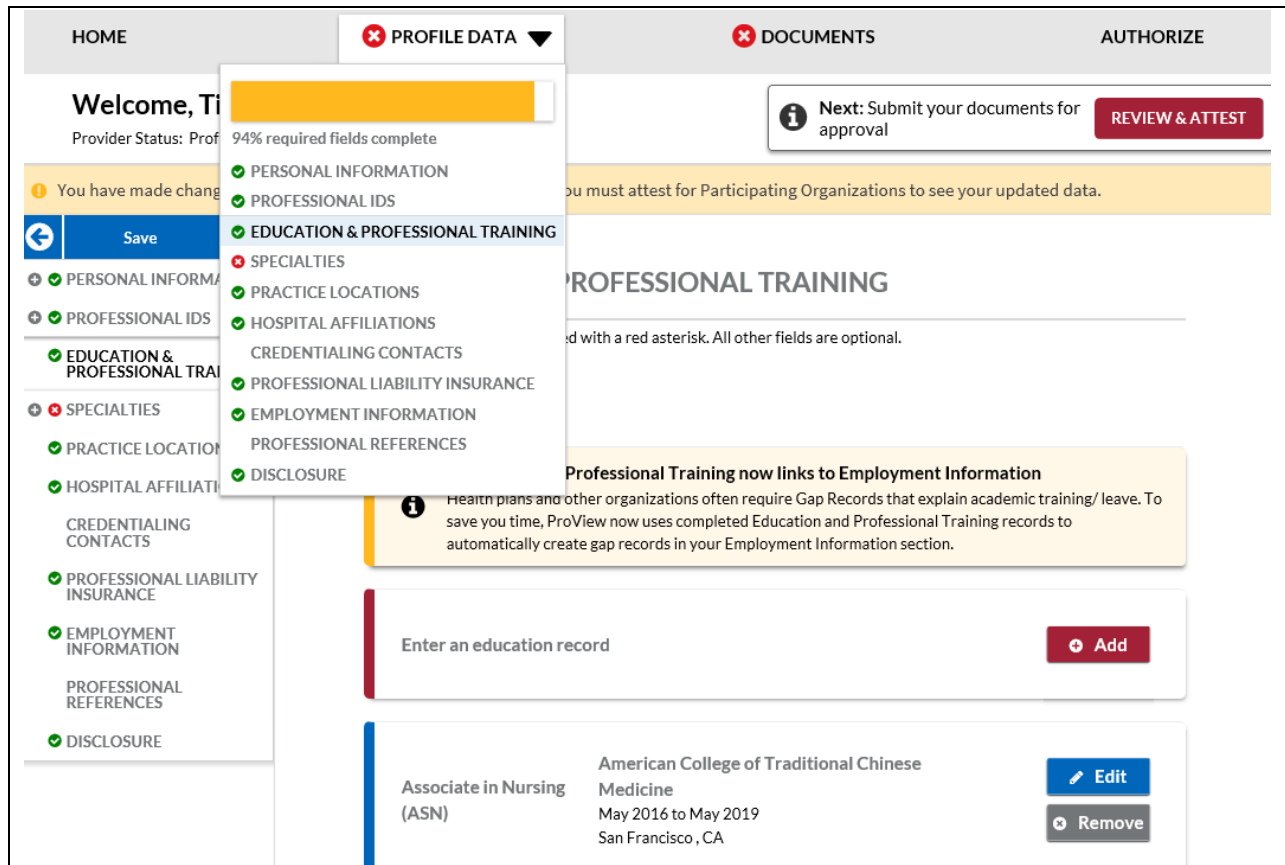 HOME
PROFILE DATA
DOCUMENTS
AUTHORIZE
Welcome, Ti
Provider Status: Prof
94% required fields complete
PERSONAL INFORMATION
PROFESSIONAL IDS
EDUCATION & PROFESSIONAL TRAINING
SPECIALTIES
PRACTICE LOCATIONS
HOSPITAL AFFILIATIONS
CREDENTIALING CONTACTS
PROFESSIONAL LIABILITY INSURANCE
EMPLOYMENT INFORMATION
PROFESSIONAL REFERENCES
DISCLOSURE
Next: Submit your documents for
approval
REVIEW & ATTEST
You have made chang
ou must attest for Participating Organizations to see your updated data.
Save
PERSONAL INFORMA
PROFESSIONAL IDS
EDUCATION &
PROFESSIONAL TRAI
SPECIALTIES
PRACTICE LOCATION
HOSPITAL AFFILIATI
CREDENTIALING
CONTACTS
PROFESSIONAL LIABILITY
INSURANCE
EMPLOYMENT
INFORMATION
PROFESSIONAL
REFERENCES
DISCLOSURE
PROFESSIONAL TRAINING
ed with a red asterisk. All other fields are optional.
Professional Training now links to Employment Information
Health plans and other organizations often require Gap Records that explain academic training/ leave. To
save you time, ProView now uses completed Education and Professional Training records to
automatically create gap records in your Employment Information section.
Enter an education record
Add
Associate in Nursing
(ASN)
American College of Traditional Chinese
Medicine
May 2016 to May 2019
San Francisco , CA
Edit
Remove